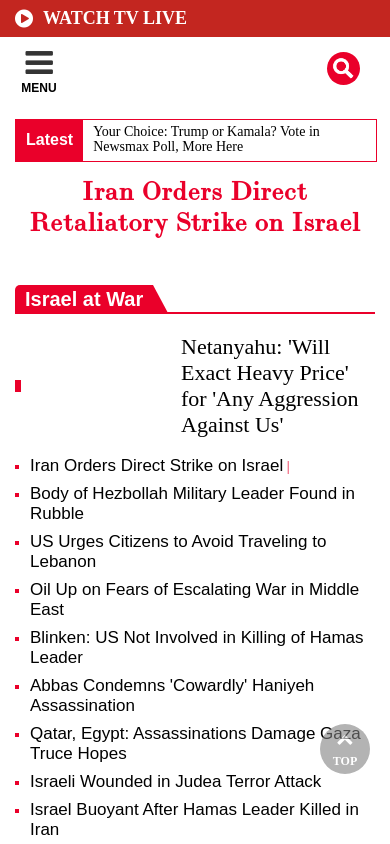 WATCH TV LIVE
MENU
Latest
Your Choice: Trump or Kamala? Vote in
Newsmax Poll, More Here
Iran Orders Direct
Retaliatory Strike on Israel
Israel at War
Netanyahu: 'Will
Exact Heavy Price'
for 'Any Aggression
Against Us'
Iran Orders Direct Strike on Israel |
Body of Hezbollah Military Leader Found in
Rubble
US Urges Citizens to Avoid Traveling to
Lebanon
Oil Up on Fears of Escalating War in Middle
East
Blinken: US Not Involved in Killing of Hamas
Leader
Abbas Condemns 'Cowardly' Haniyeh
Assassination
Qatar, Egypt: Assassinations Damage Gaza
Truce Hopes
TOP
Israeli Wounded in Judea Terror Attack
Israel Buoyant After Hamas Leader Killed in
Iran